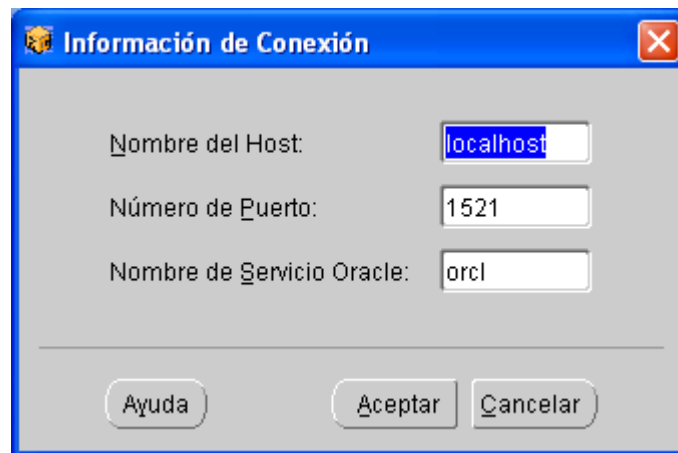 Información de Conexión
Nombre del Host: localhost
Número de Puerto: 1521
Nombre de Servicio Oracle: orcl
Ayuda Aceptar Cancelar